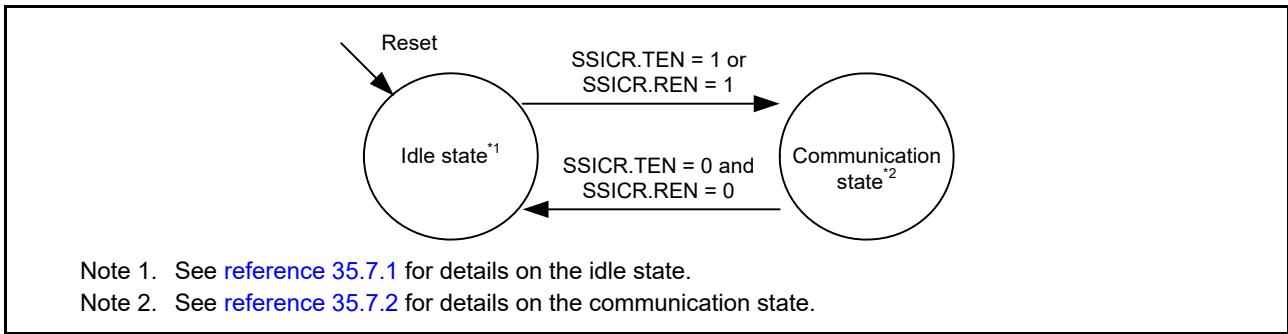 Reset
SSICR.TEN = 1 or
SSICR.REN = 1
Idle state*1
SSICR.TEN = 0 and
SSICR.REN = 0
Communication
state*2
Note 1. See reference 35.7.1 for details on the idle state.
Note 2. See reference 35.7.2 for details on the communication state.